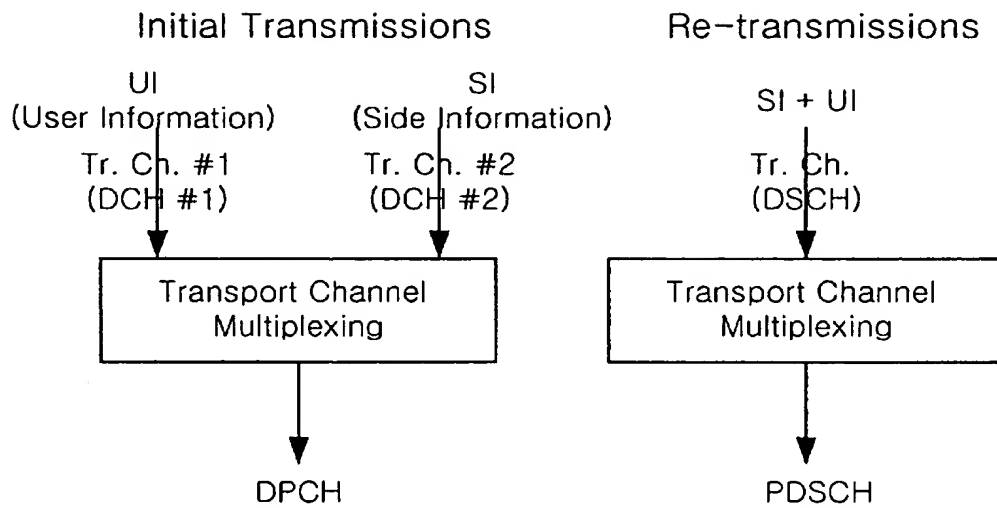 Initial Transmissions
UI
(User Information)
Tr. Ch. #1
(DCH #1)
SI
(Side Information)
Tr. Ch. #2
(DCH #2)
Transport Channel
Multiplexing
DPCH
Re-transmissions
SI + UI
Tr. Ch.
(DSCH)
Transport Channel
Multiplexing
PDSCH